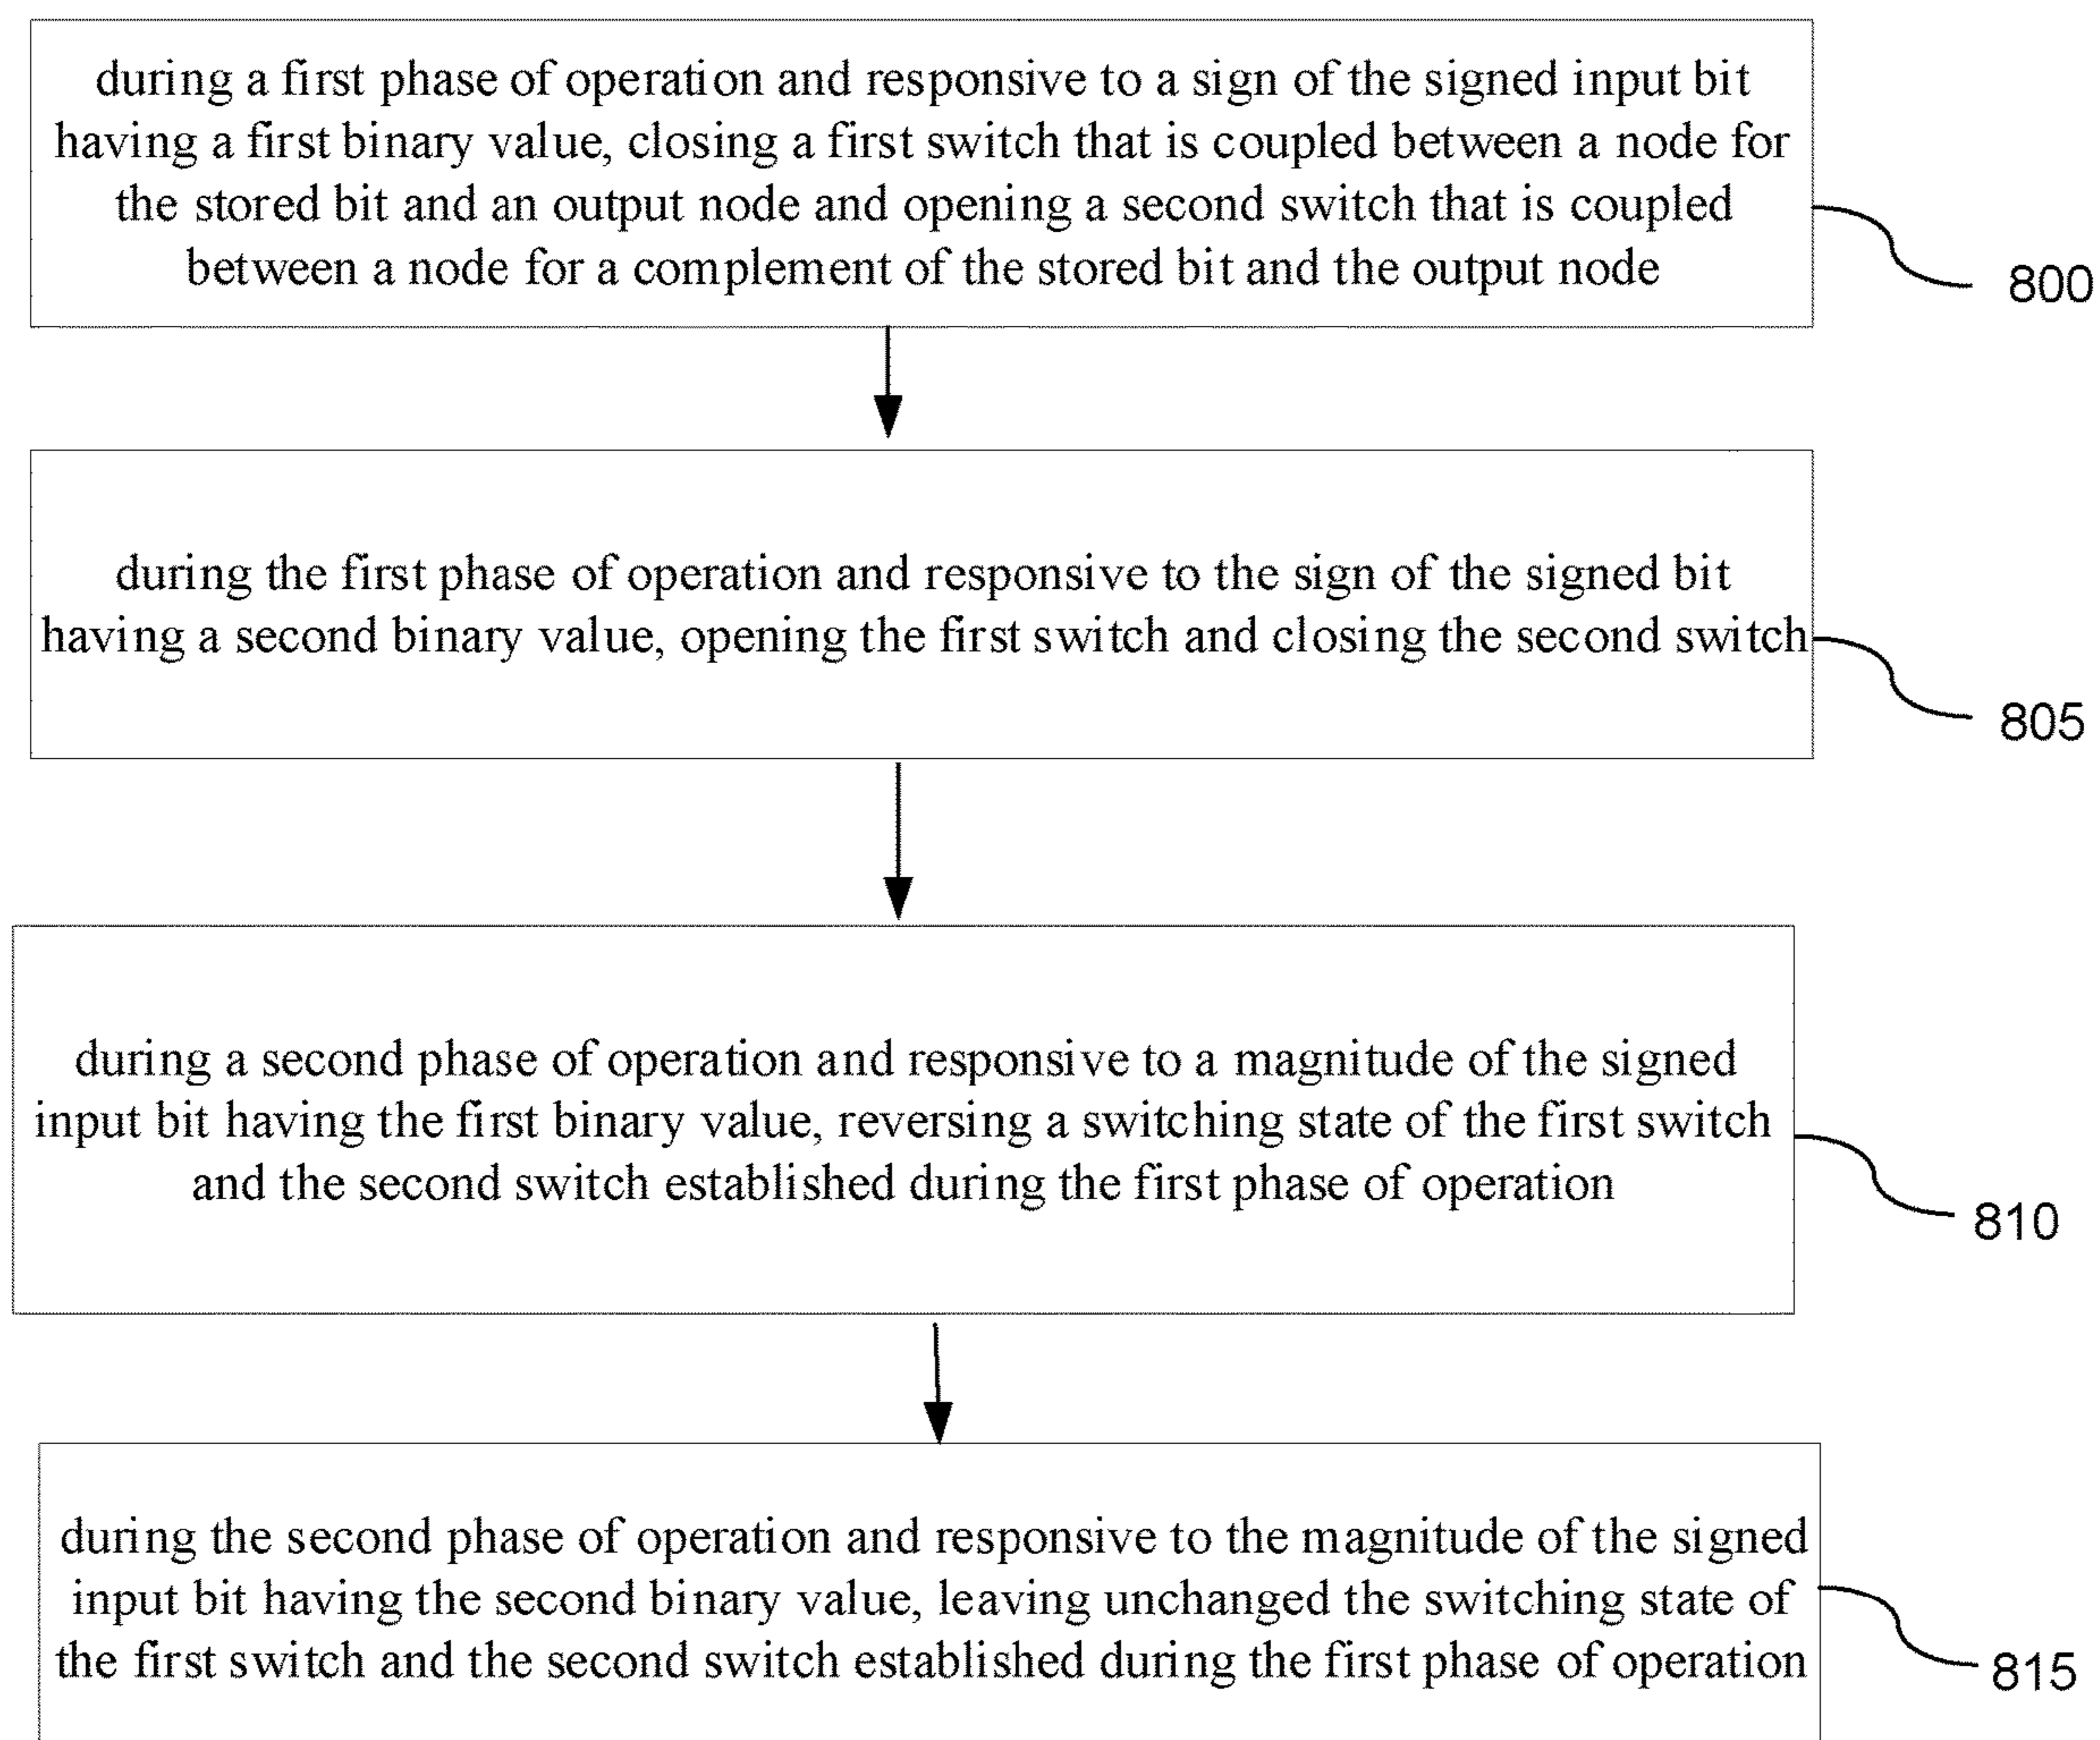 during a first phase of operation and responsive to a sign of the signed input bit
having a first binary value, closing a first switch that is coupled between a node for
the stored bit and an output node and opening a second switch that is coupled
between a node for a complement of the stored bit and the output node
800
during the first phase of operation and responsive to the sign of the signed bit
having a second binary value, opening the first switch and closing the second switch
805
during a second phase of operation and responsive to a magnitude of the signed
input bit having the first binary value, reversing a switching state of the first switch
and the second switch established during the first phase of operation
810
during the second phase of operation and responsive to the magnitude of the signed
input bit having the second binary value, leaving unchanged the switching state of
the first switch and the second switch established during the first phase of operation
815